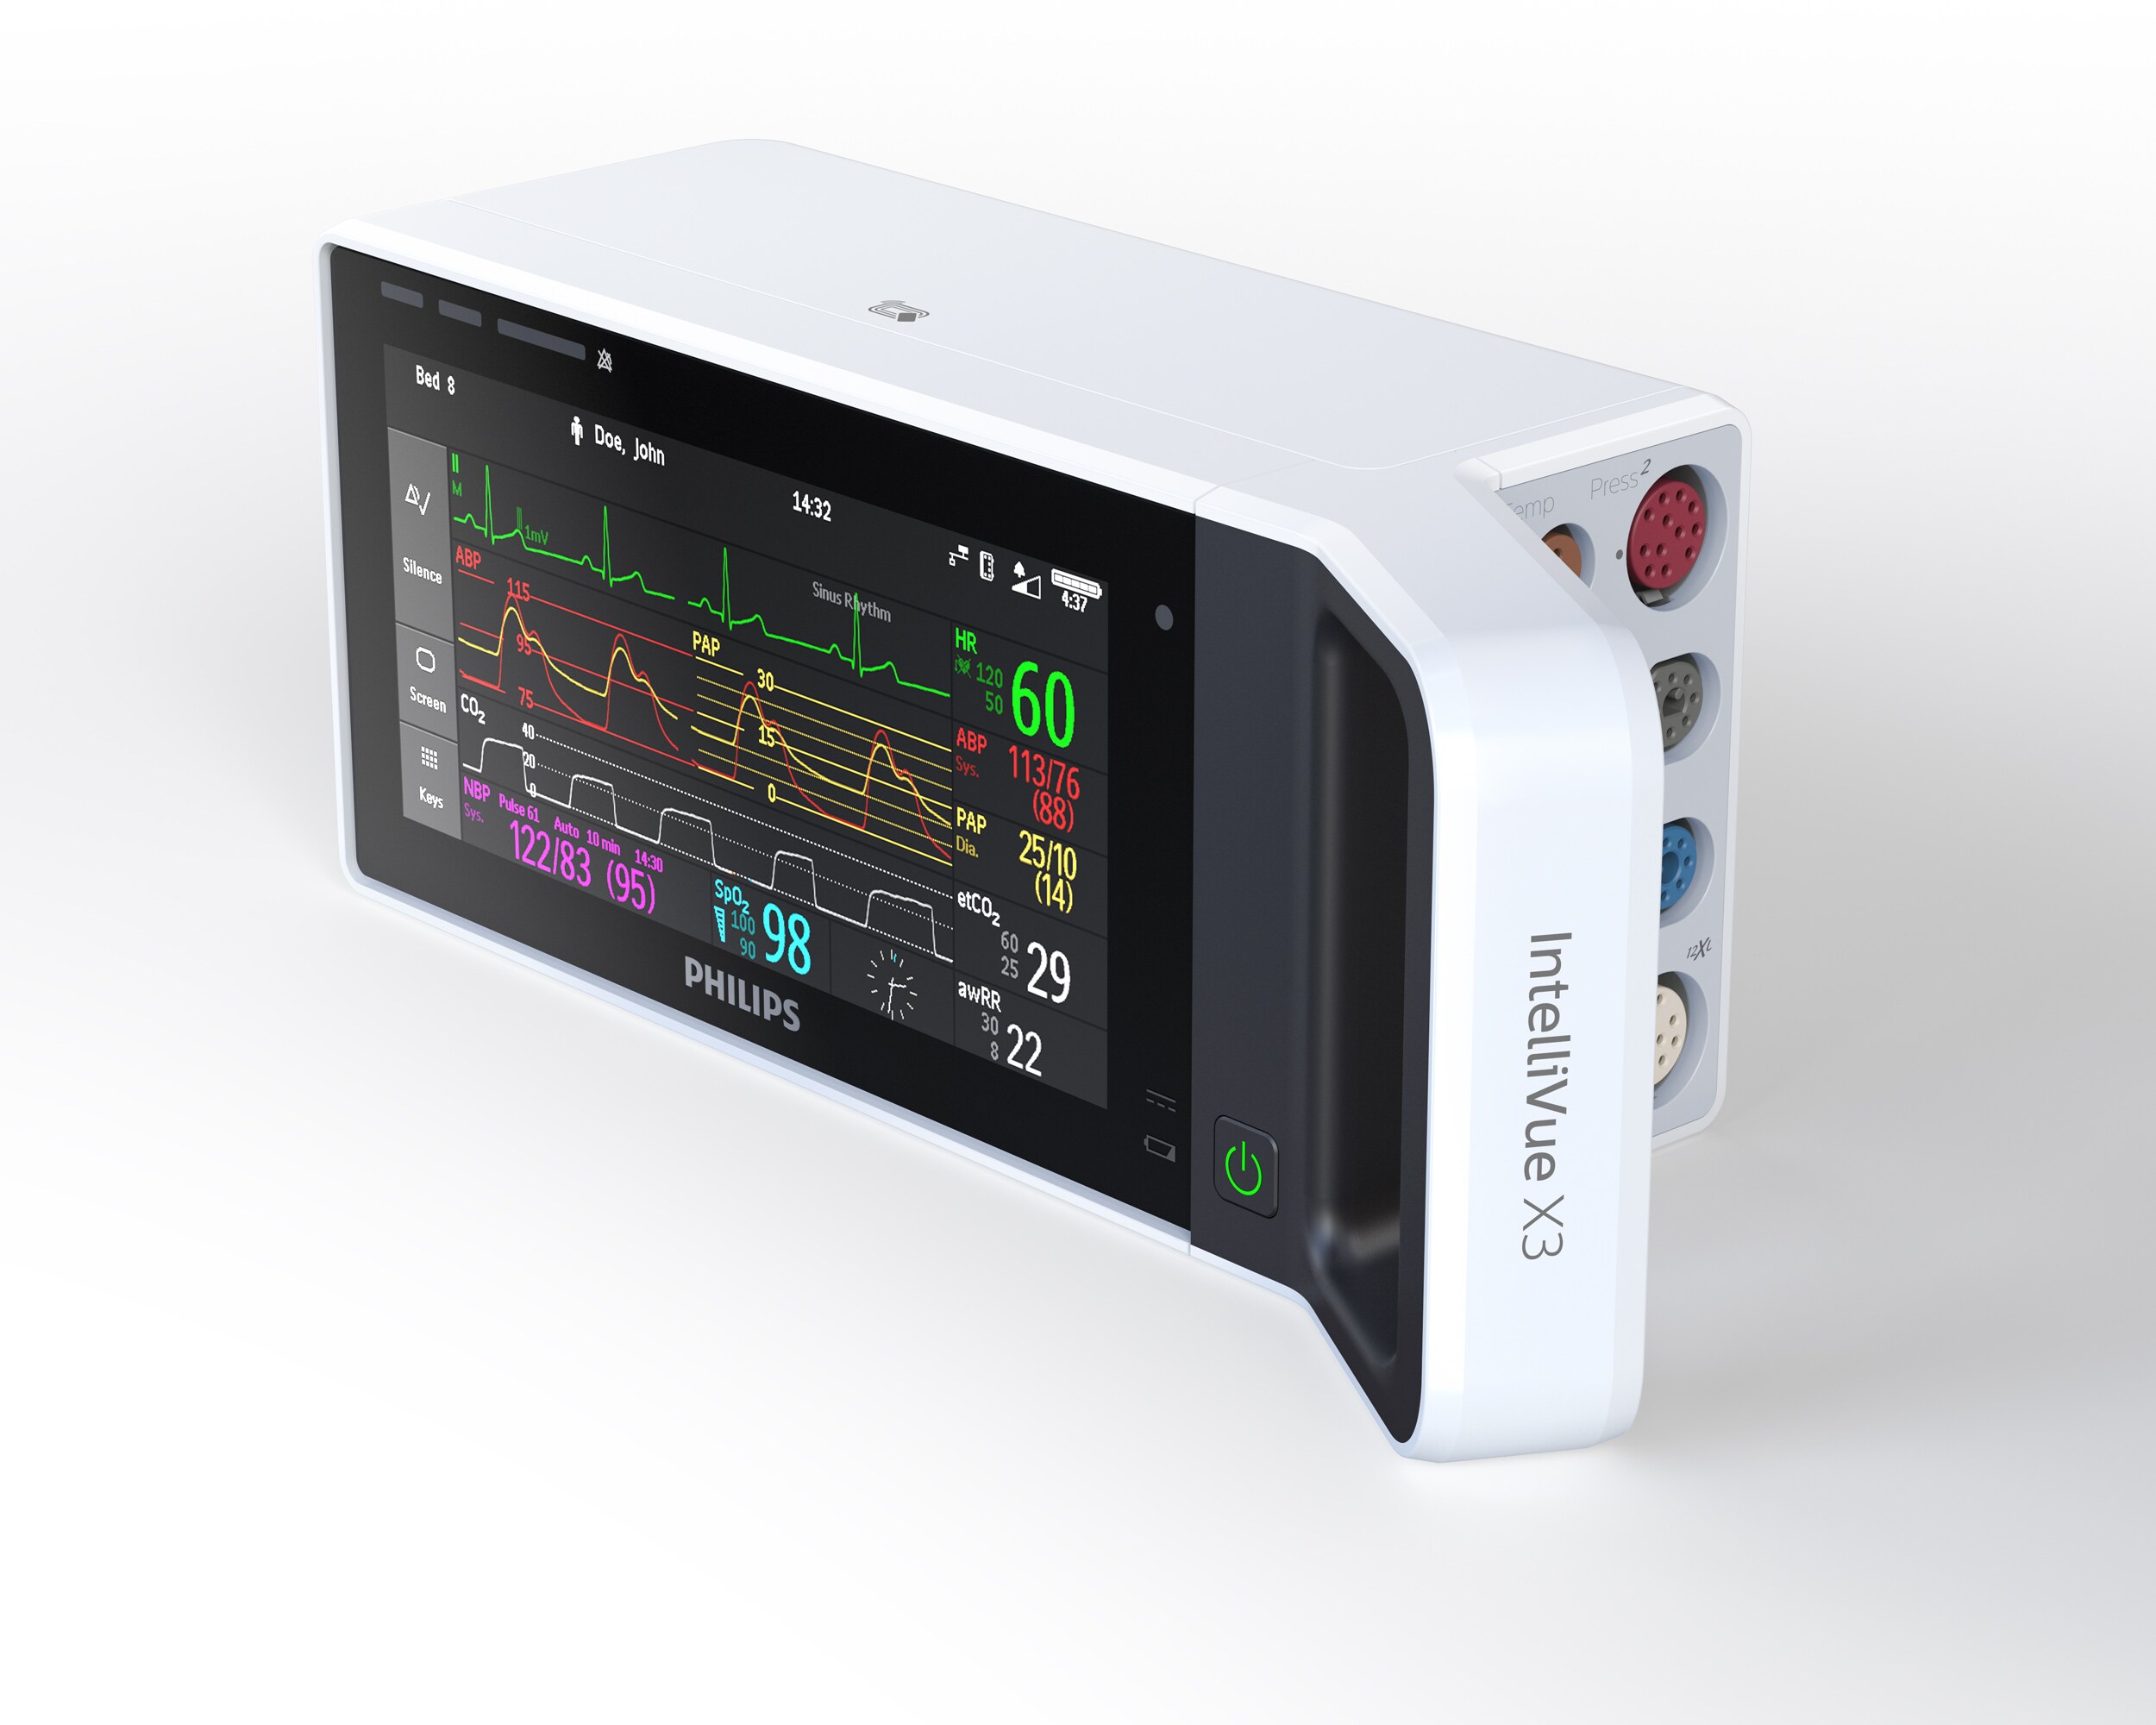 Bed 8
Doe, John
14:32
4:37
II
M
1mV
Sinus Rhythm
HR
120
50
60
ABP
115
95
75
ABP
Sys.
113/76
(88)
PAP
30
15
0
PAP
Dia.
25/10
(14)
CO₂
40
20
0
etCO₂
60
25
29
awRR
30
8
22
NBP Pulse 61 Auto 10 min 14:30
Sys.
122/83 (95)
SpO₂
100
90
98
Silence
Screen
Keys
PHILIPS
IntelliVue X3
Press 2
12XL